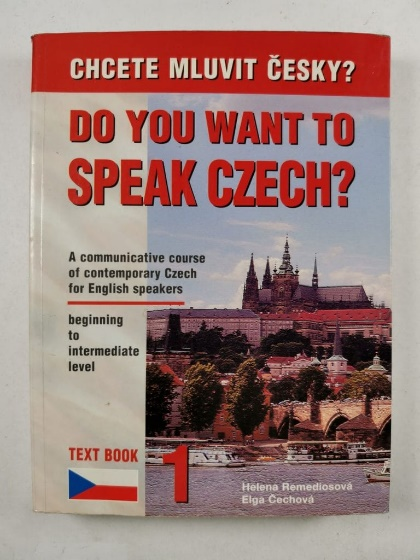 CHCETE MLUVIT ČESKY?
DO YOU WANT TO
SPEAK CZECH?
A communicative course
of contemporary Czech
for English speakers
beginning
to
intermediate
level
TEXT BOOK
1
Helena Remediosová
Elga Čechová